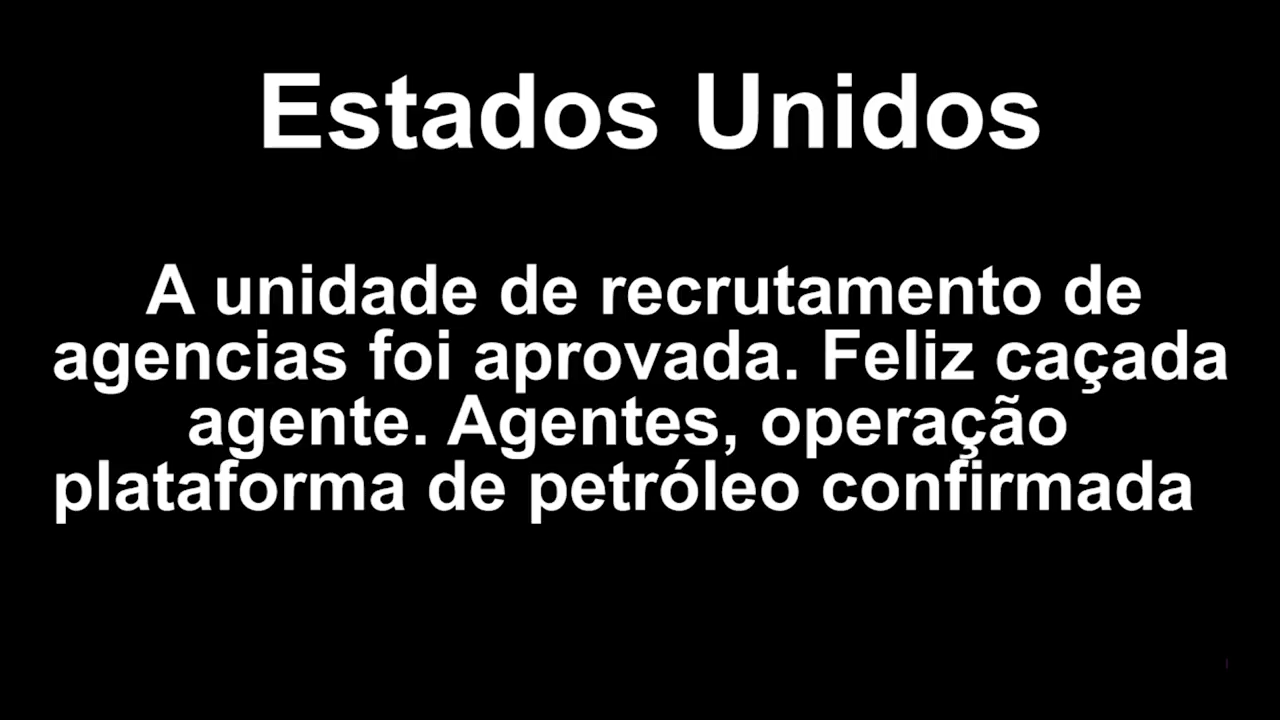 Estados Unidos
A unidade de recrutamento de
agencias foi aprovada. Feliz caçada
agente. Agentes, operação
plataforma de petróleo confirmada